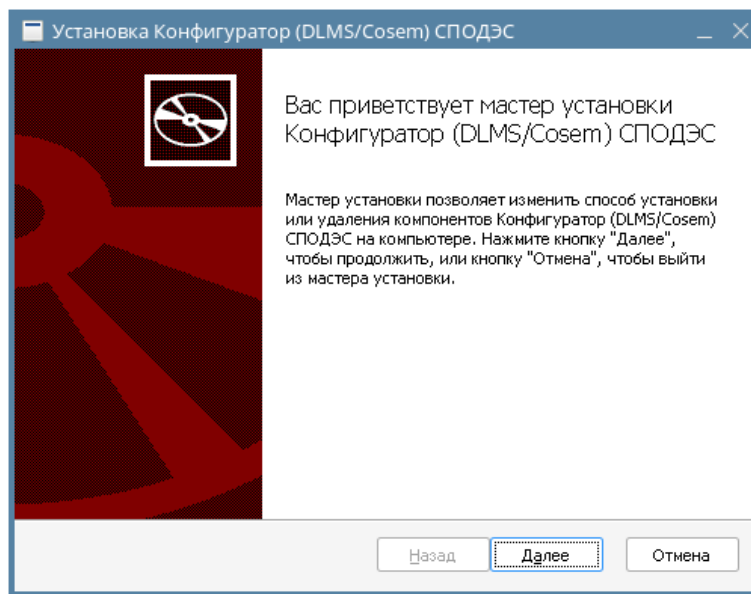 Установка Конфигуратор (DLMS/Cosem) СПОДЭС
Вас приветствует мастер установки
Конфигуратор (DLMS/Cosem) СПОДЭС
Мастер установки позволяет изменить способ установки
или удаления компонентов Конфигуратор (DLMS/Cosem)
СПОДЭС на компьютере. Нажмите кнопку "Далее",
чтобы продолжить, или кнопку "Отмена", чтобы выйти
из мастера установки.
Назад Далее Отмена